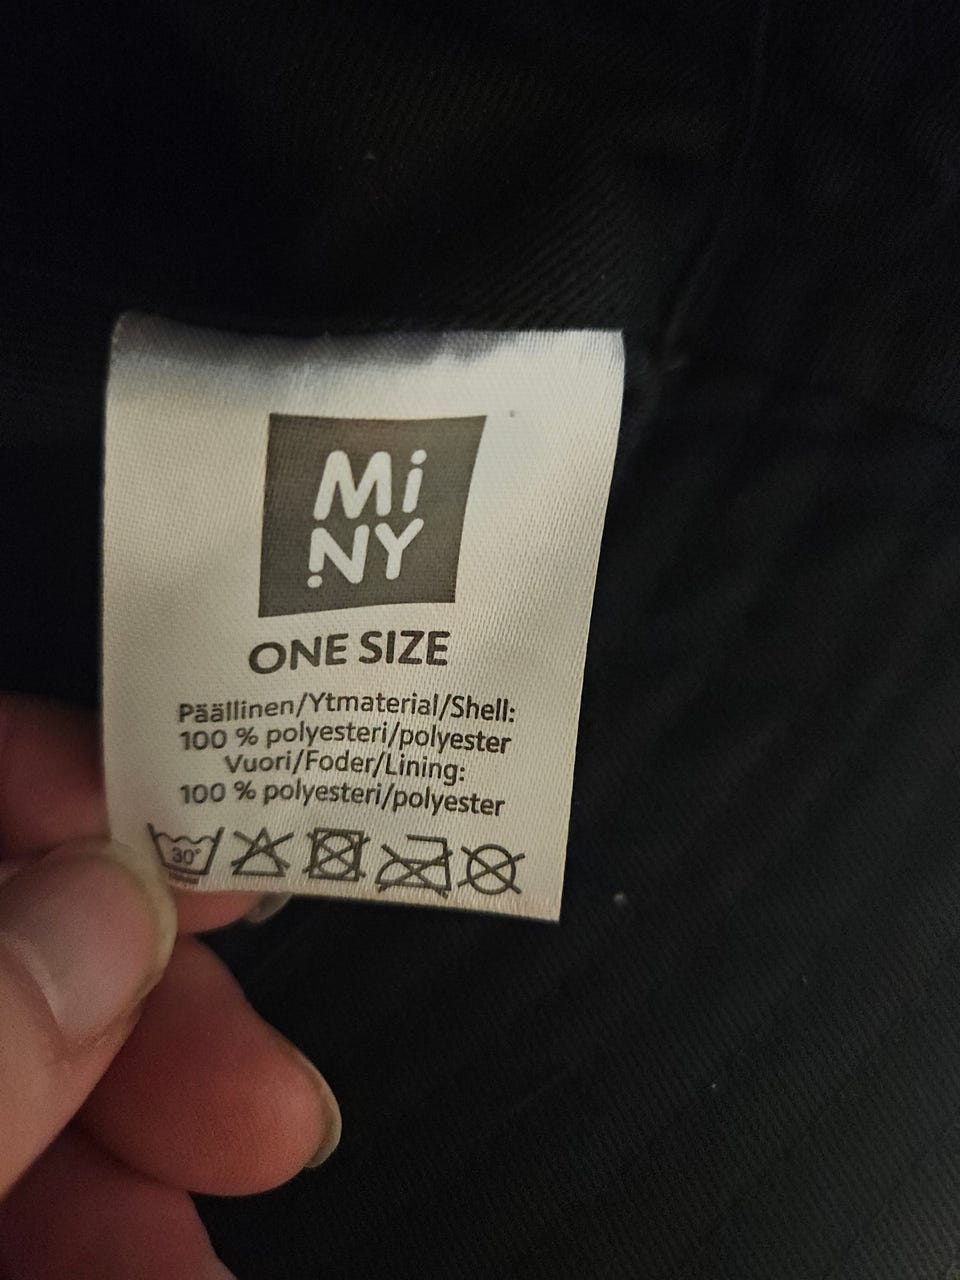 Mi
NY
ONE SIZE
Päällinen/Ytmaterial/Shell:
100 % polyesteri/polyester
Vuori/Foder/Lining:
100 % polyesteri/polyester
30°